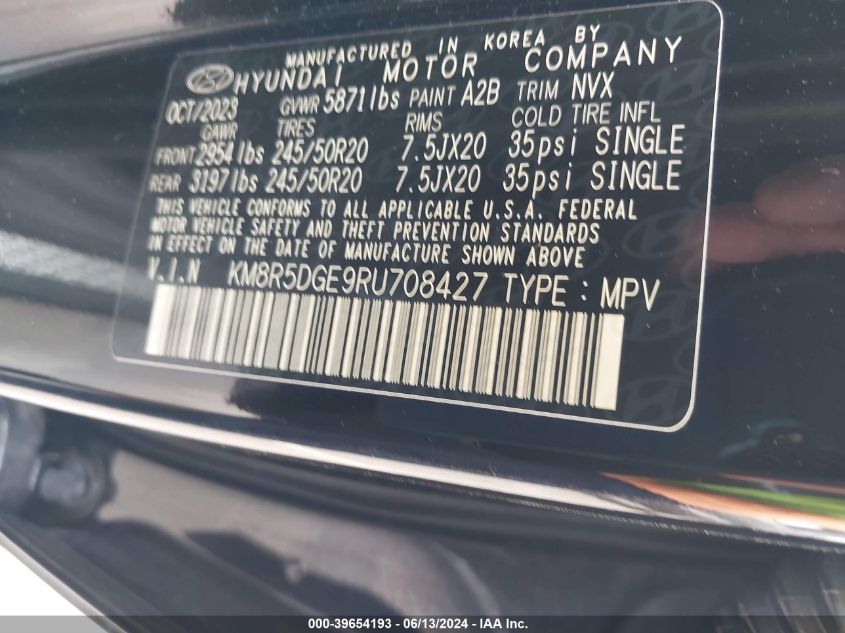 MANUFACTURED IN KOREA BY
HYUNDAI MOTOR COMPANY
OCT/2023 GVWR 5871lbs PAINT A2B TRIM NVX
GAWR TIRES RIMS COLD TIRE INFL
FRONT 2954lbs 245/50R20 7.5JX20 35psi SINGLE
REAR 3197lbs 245/50R20 7.5JX20 35psi SINGLE
THIS VEHICLE CONFORMS TO ALL APPLICABLE U.S.A. FEDERAL
MOTOR VEHICLE SAFETY AND THEFT PREVENTION STANDARDS
IN EFFECT ON THE DATE OF MANUFACTURE SHOWN ABOVE
V.I.N KM8R5DGE9RU708427 TYPE : MPV
000-39654193 - 06/13/2024 - IAAI.com